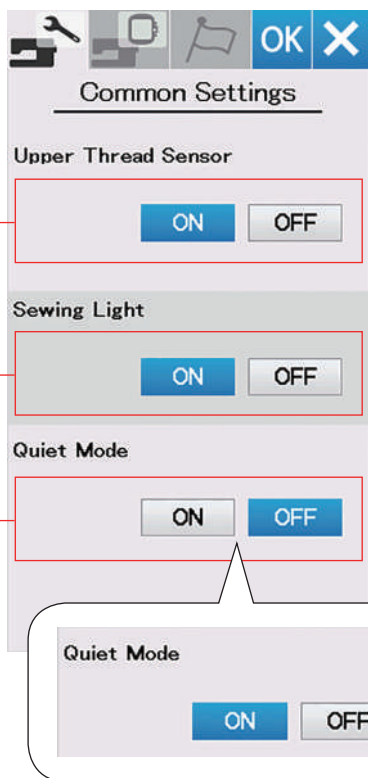 OK
Common Settings
Upper Thread Sensor
ON OFF
Sewing Light
ON OFF
Quiet Mode
ON OFF
Quiet Mode
ON OFF